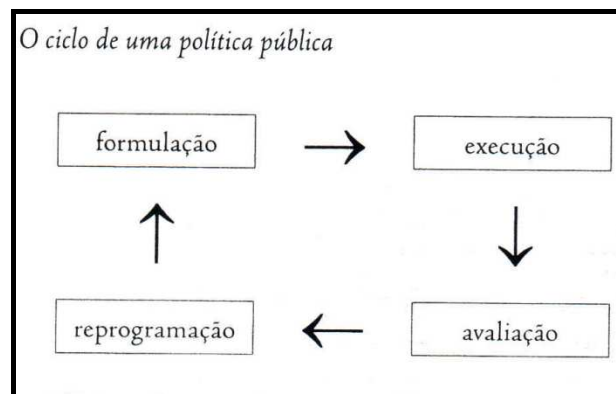 O ciclo de uma política pública
formulação
execução
reprogramação
avaliação